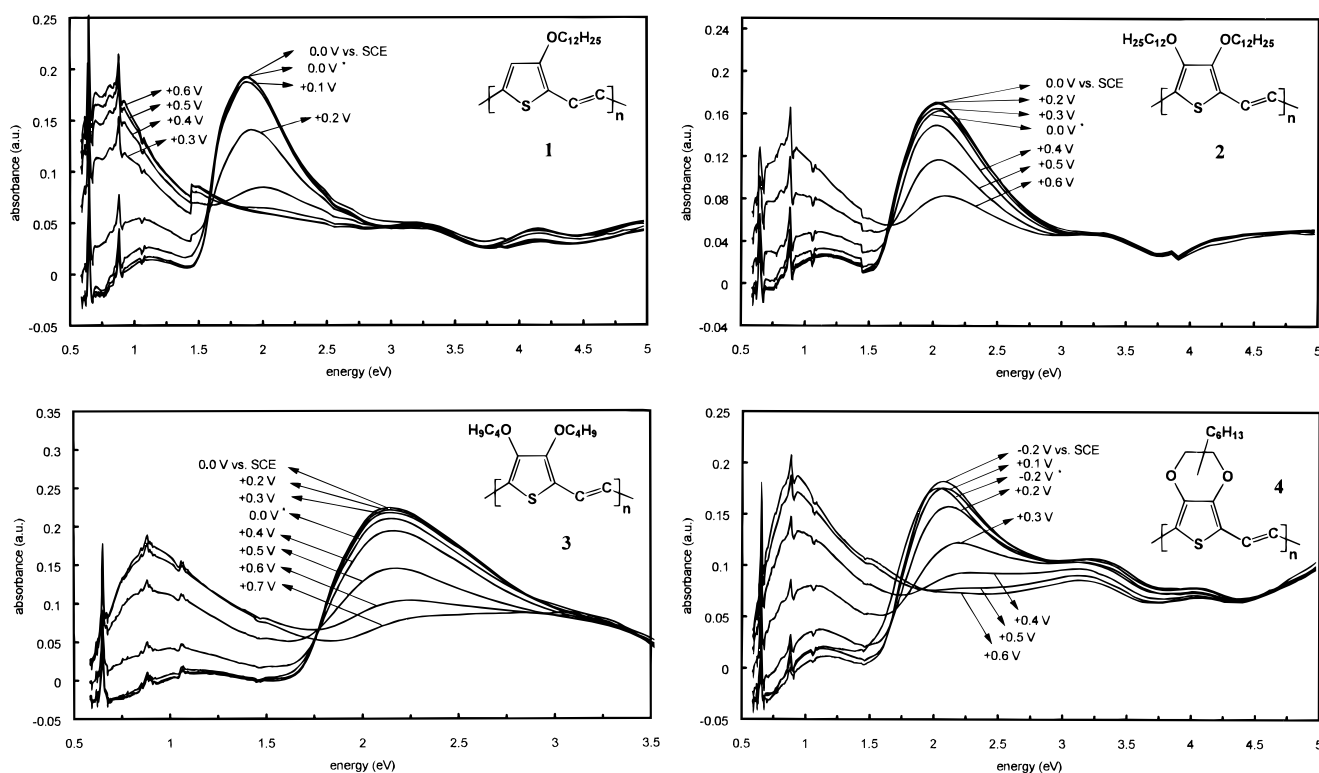 absorbance (a.u.)
0.25
0.2
0.15
0.1
0.05
0
-0.05
0.5 1 1.5 2 2.5 3 3.5 4 4.5 5
energy (eV)
0.0 V vs. SCE
0.0 V *
+0.1 V
+0.2 V
+0.6 V
+0.5 V
+0.4 V
+0.3 V
OC12H25
S
C C
n
1
absorbance (a.u.)
0.2
0.16
0.12
0.08
0.04
0
-0.04
0.5 1 1.5 2 2.5 3 3.5 4 4.5 5
energy (eV)
0.0 V vs. SCE
+0.2 V
+0.3 V
0.0 V *
+0.4 V
+0.5 V
+0.6 V
H25C12O OC12H25
S
C C
n
2
absorbance (a.u.)
0.35
0.3
0.25
0.2
0.15
0.1
0.05
0
-0.05
0.5 1 1.5 2 2.5 3 3.5
energy (eV)
0.0 V vs. SCE
+0.2 V
+0.3 V
0.0 V *
+0.4 V
+0.5 V
+0.6 V
+0.7 V
H9C4O OC4H9
S
C C
n
3
absorbance (a.u.)
0.25
0.2
0.15
0.1
0.05
0
-0.05
0.5 1 1.5 2 2.5 3 3.5 4 4.5 5
energy (eV)
-0.2 V vs. SCE
+0.1 V
-0.2 V *
+0.2 V
+0.3 V
+0.4 V
+0.5 V
+0.6 V
C6H13
O O
S
C C
n
4